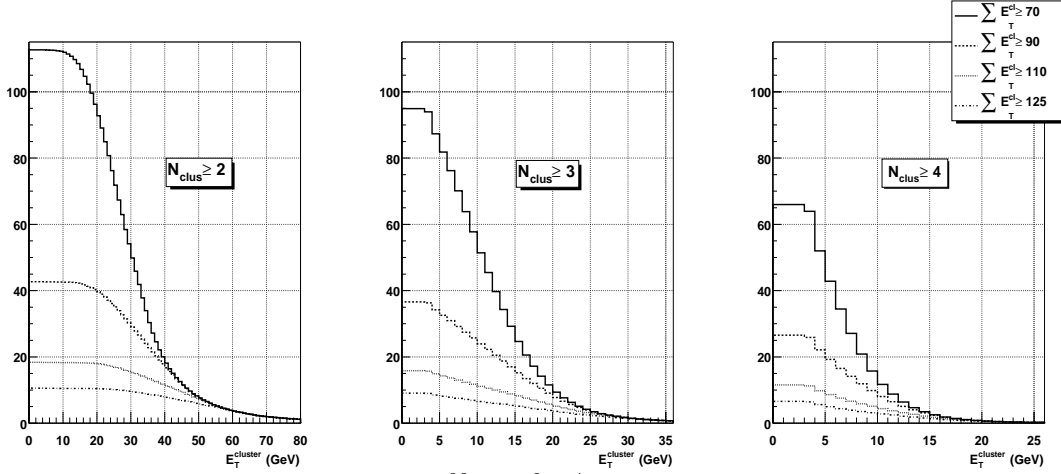 ∑ E_T^cl ≥ 70
∑ E_T^cl ≥ 90
∑ E_T^cl ≥ 110
∑ E_T^cl ≥ 125
N_clus ≥ 2
100
80
60
40
20
0
0 10 20 30 40 50 60 70 80
E_T^cluster (GeV)
N_clus ≥ 3
100
80
60
40
20
0
0 5 10 15 20 25 30 35
E_T^cluster (GeV)
N_clus ≥ 4
100
80
60
40
20
0
0 5 10 15 20 25
E_T^cluster (GeV)